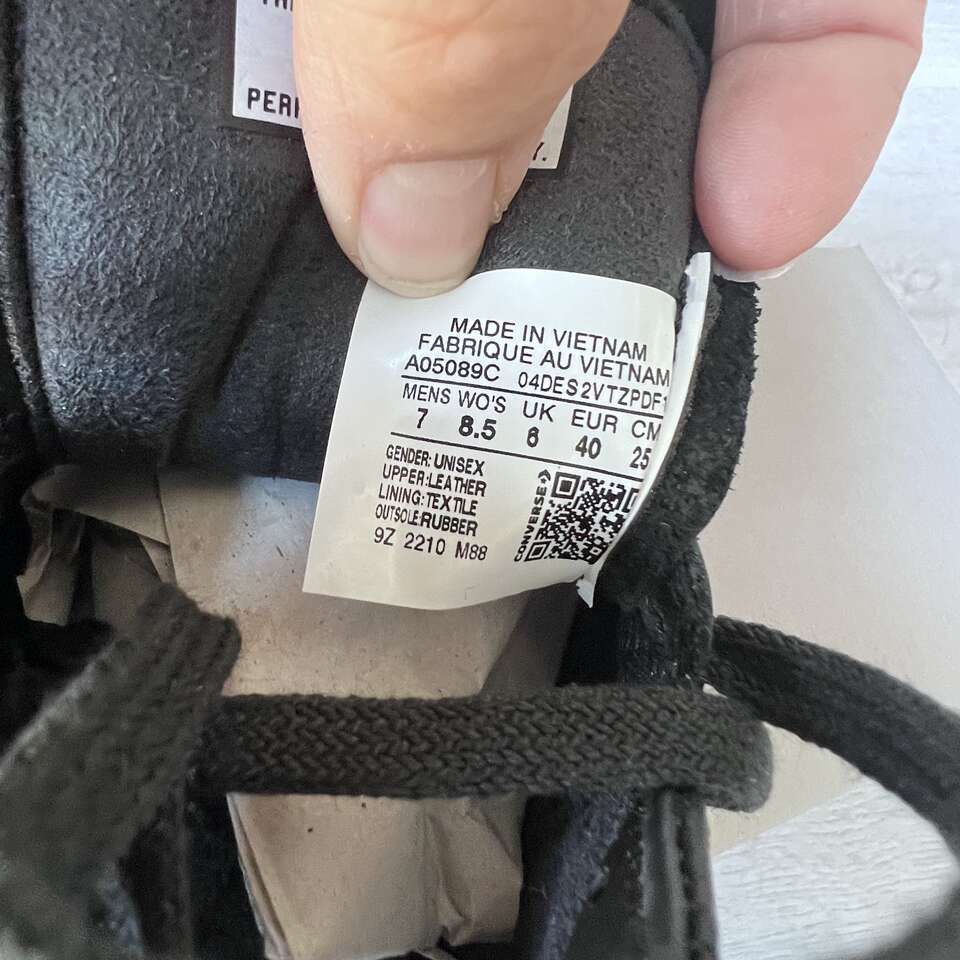 PER
Y.
MADE IN VIETNAM
FABRIQUE AU VIETNAM
A05089C 04DES2VTZPDF1
MENS WO'S UK EUR CM
7 8.5 6 40 25
GENDER: UNISEX
UPPER:LEATHER
LINING:TEXTILE
OUTSOLE:RUBBER
9Z 2210 M88
CONVERSE